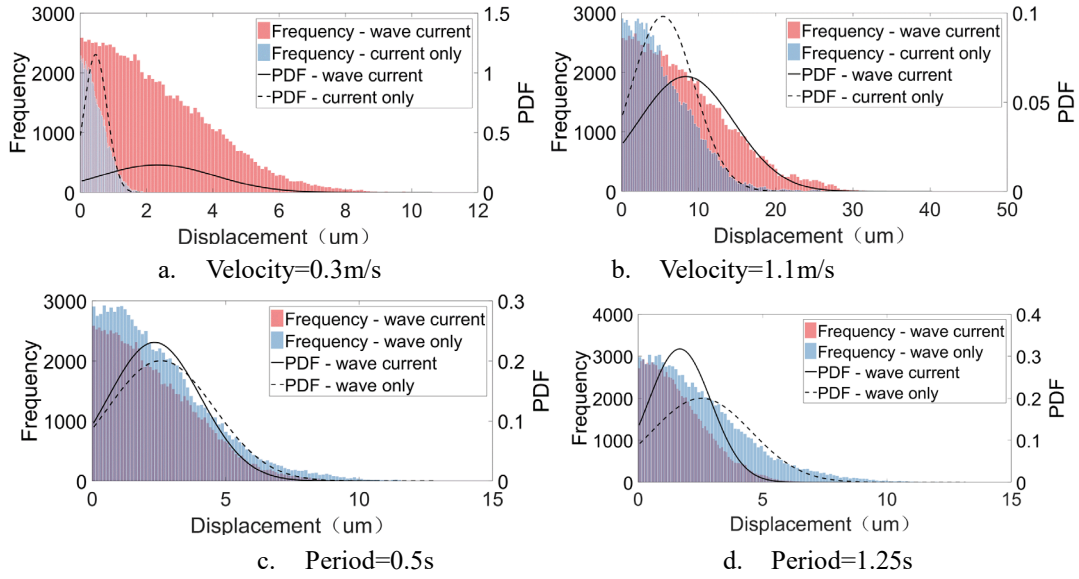 3000
2000
1000
0
Frequency
1.5
1
0.5
0
PDF
Frequency - wave current
Frequency - current only
PDF - wave current
PDF - current only
0 2 4 6 8 10 12
Displacement（um）
a. Velocity=0.3m/s
3000
2000
1000
0
Frequency
0.1
0.05
0
PDF
Frequency - wave current
Frequency - current only
PDF - wave current
PDF - current only
0 10 20 30 40 50
Displacement（um）
b. Velocity=1.1m/s
3000
2000
1000
0
Frequency
0.3
0.2
0.1
0
PDF
Frequency - wave current
Frequency - wave only
PDF - wave current
PDF - wave only
0 5 10 15
Displacement（um）
c. Period=0.5s
4000
3000
2000
1000
0
Frequency
0.4
0.3
0.2
0.1
0
PDF
Frequency - wave current
Frequency - wave only
PDF - wave current
PDF - wave only
0 5 10 15
Displacement（um）
d. Period=1.25s